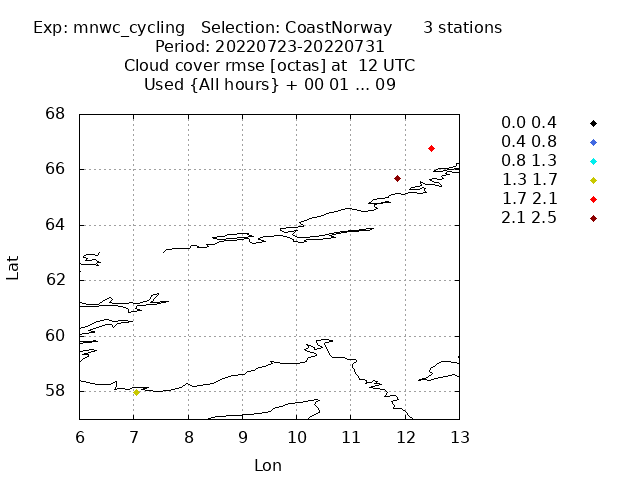 Exp: mnwc_cycling   Selection: CoastNorway      3 stations
Period: 20220723-20220731
Cloud cover rmse [octas] at  12 UTC
Used {All hours} + 00 01 ... 09
0.0 0.4
0.4 0.8
0.8 1.3
1.3 1.7
1.7 2.1
2.1 2.5
68
66
64
62
60
58
Lat
6 7 8 9 10 11 12 13
Lon